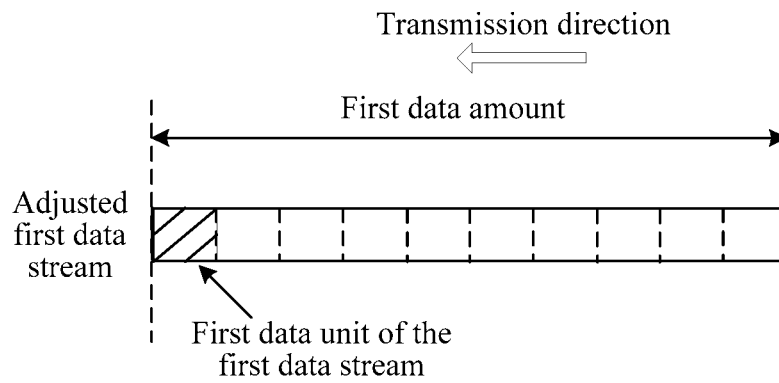 Transmission direction
First data amount
Adjusted
first data
stream
First data unit of the
first data stream